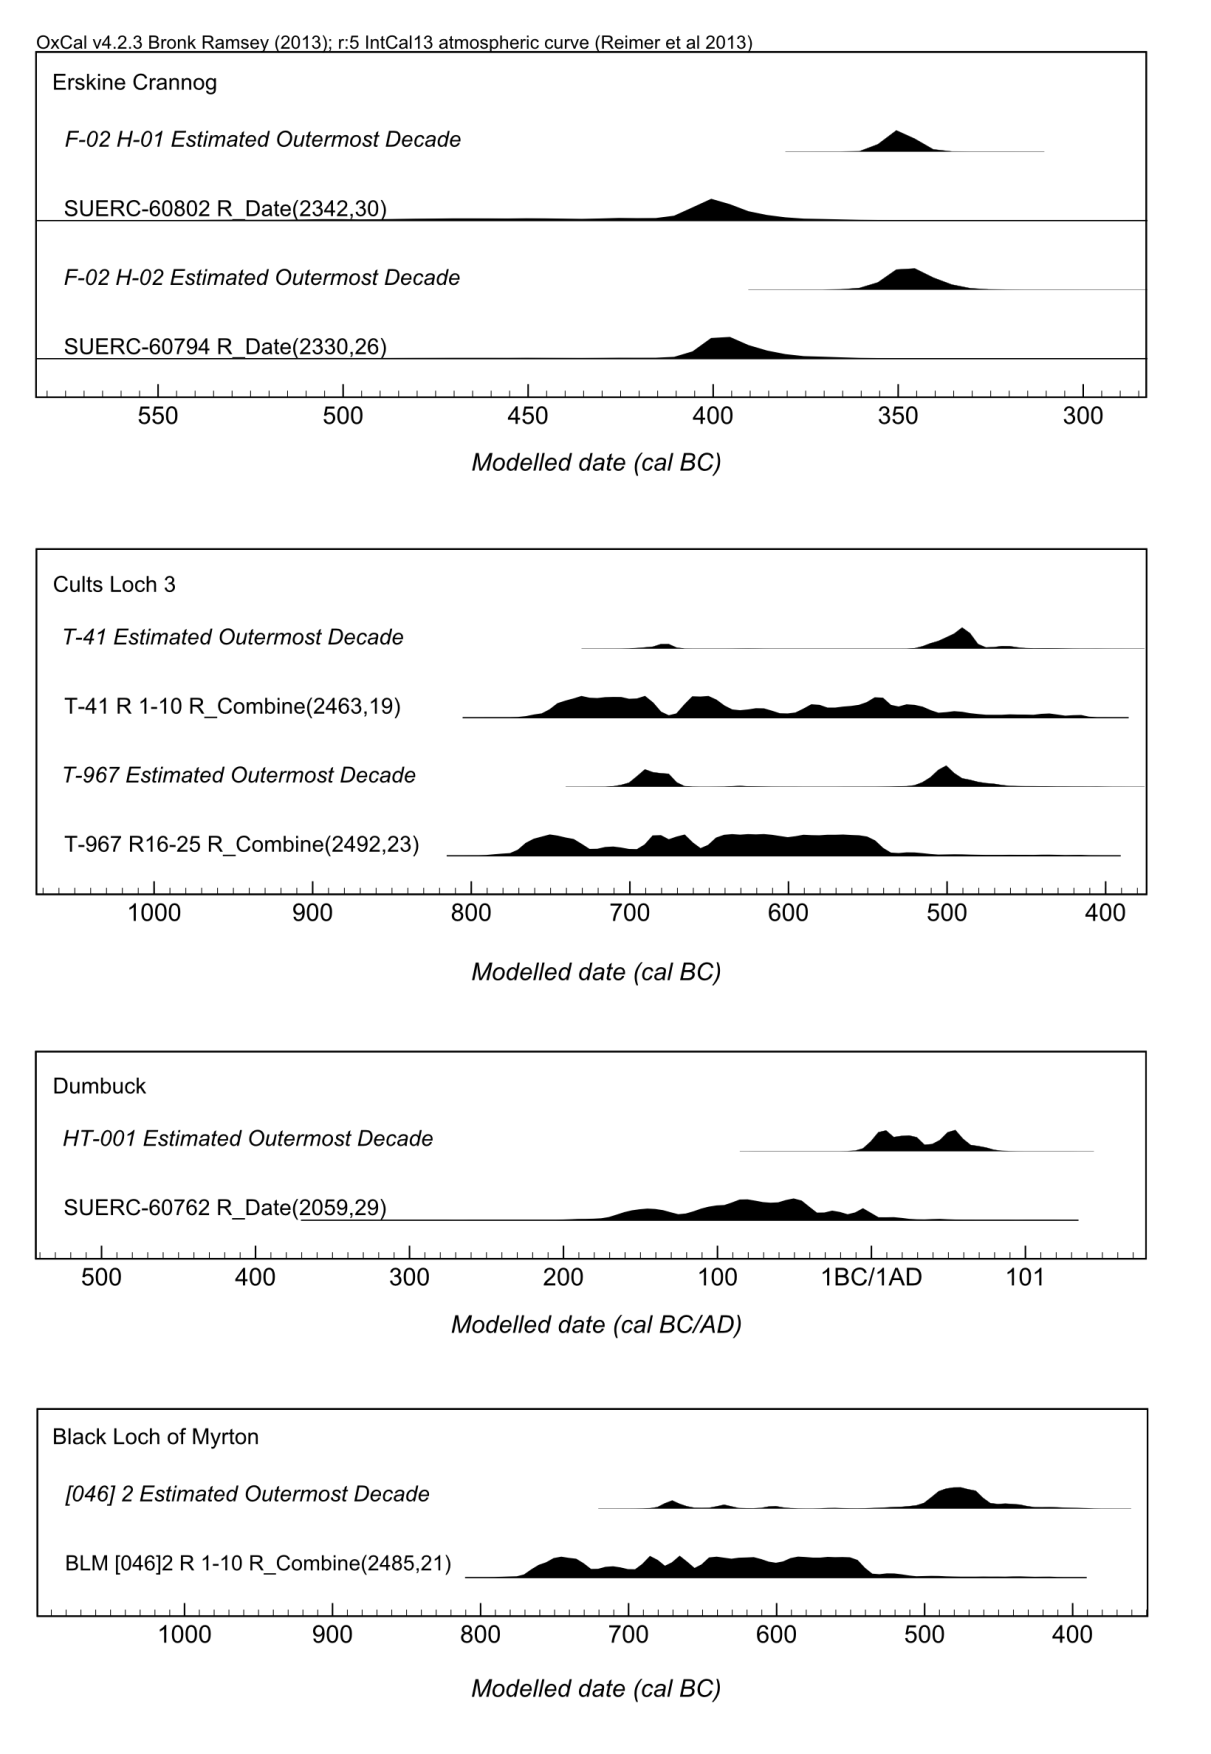 OxCal v4.2.3 Bronk Ramsey (2013); r:5 IntCal13 atmospheric curve (Reimer et al 2013)
Erskine Crannog
F-02 H-01 Estimated Outermost Decade
SUERC-60802 R_Date(2342,30)
F-02 H-02 Estimated Outermost Decade
SUERC-60794 R_Date(2330,26)
550 500 450 400 350 300
Modelled date (cal BC)
Cults Loch 3
T-41 Estimated Outermost Decade
T-41 R 1-10 R_Combine(2463,19)
T-967 Estimated Outermost Decade
T-967 R16-25 R_Combine(2492,23)
1000 900 800 700 600 500 400
Modelled date (cal BC)
Dumbuck
HT-001 Estimated Outermost Decade
SUERC-60762 R_Date(2059,29)
500 400 300 200 100 1BC/1AD 101
Modelled date (cal BC/AD)
Black Loch of Myrton
[046] 2 Estimated Outermost Decade
BLM [046]2 R 1-10 R_Combine(2485,21)
1000 900 800 700 600 500 400
Modelled date (cal BC)